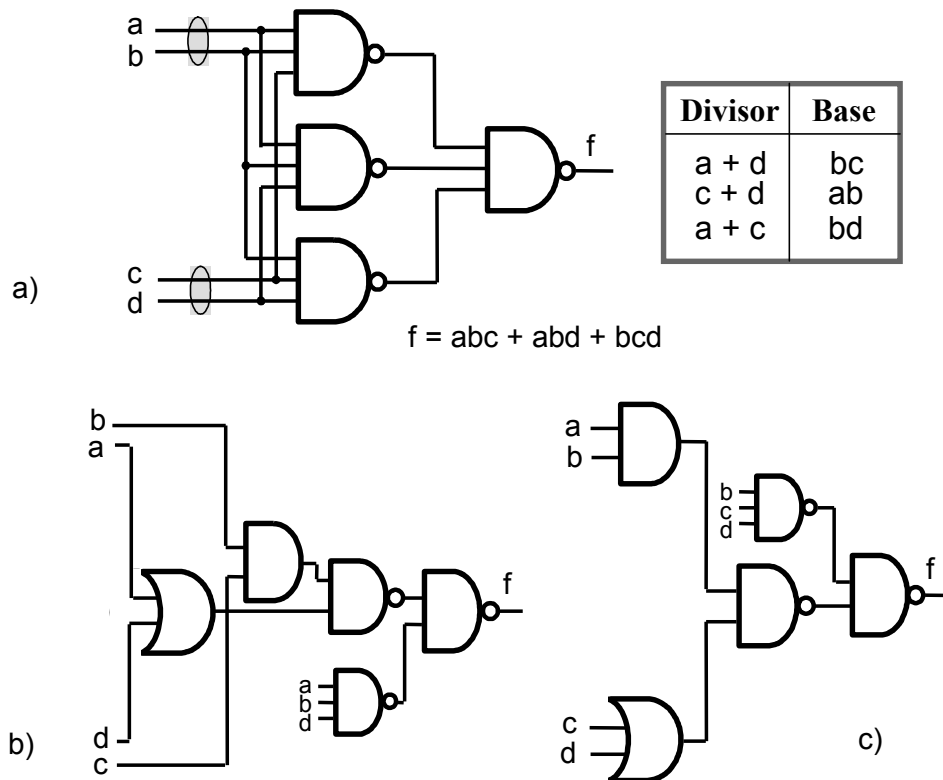 a
b
c
d
a)
f
Divisor Base
a + d bc
c + d ab
a + c bd
f = abc + abd + bcd
b
a
d
c
a
b
d
f
b)
a
b
b
c
d
c
d
f
c)